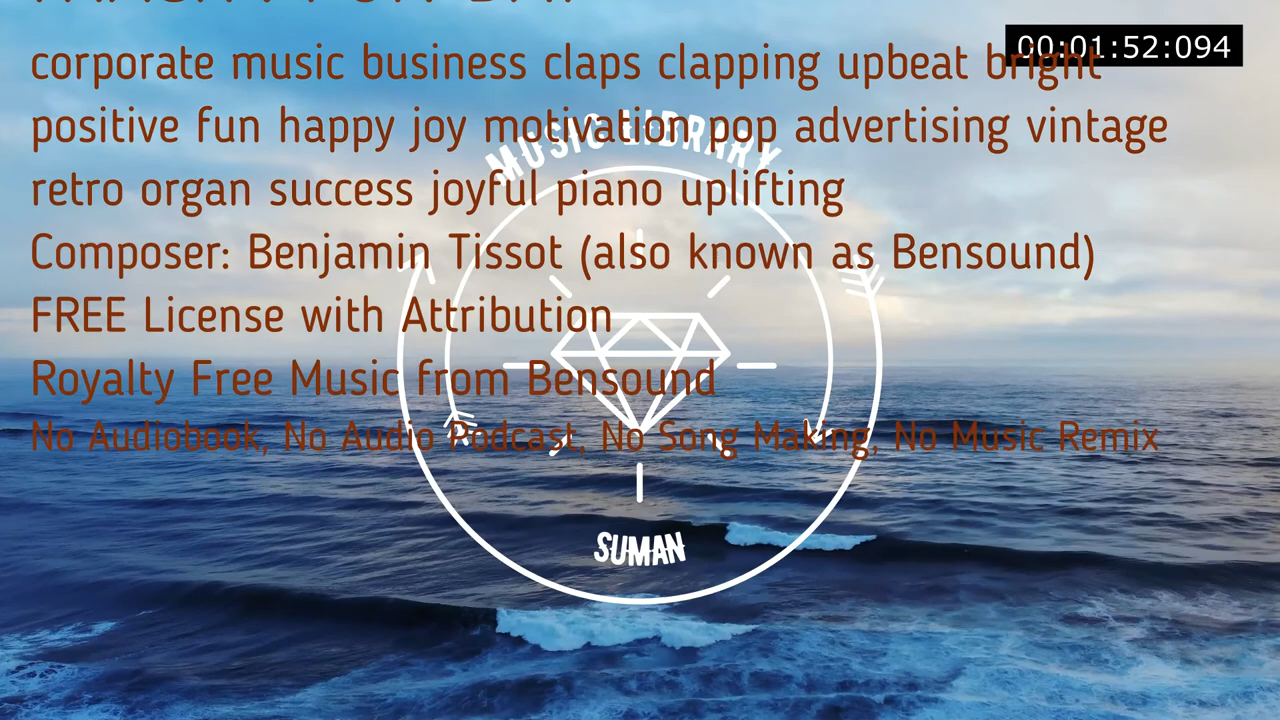 00:01:52:094
corporate music business claps clapping upbeat bright
positive fun happy joy motivation pop advertising vintage
MUSIC LIBRARY
retro organ success joyful piano uplifting
Composer: Benjamin Tissot (also known as Bensound)
FREE License with Attribution
Royalty Free Music from Bensound
No Audiobook, No Audio Podcast, No Song Making, No Music Remix
SUMAN